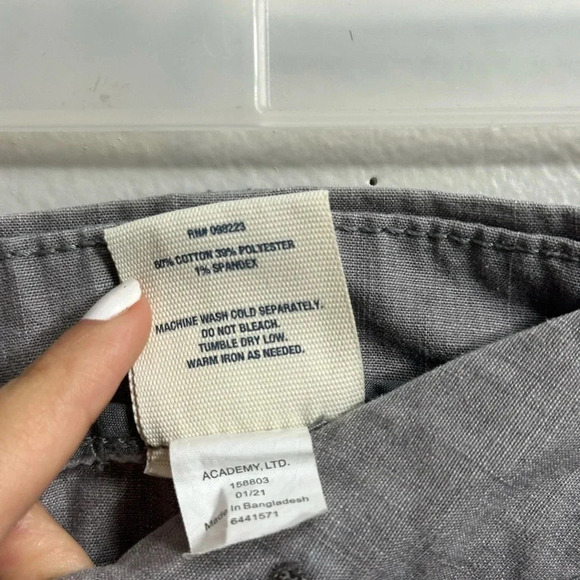 RN# 098223
60% COTTON 39% POLYESTER
1% SPANDEX
MACHINE WASH COLD SEPARATELY.
DO NOT BLEACH.
TUMBLE DRY LOW.
WARM IRON AS NEEDED.
ACADEMY, LTD.
158803
01/21
Made In Bangladesh
6441571